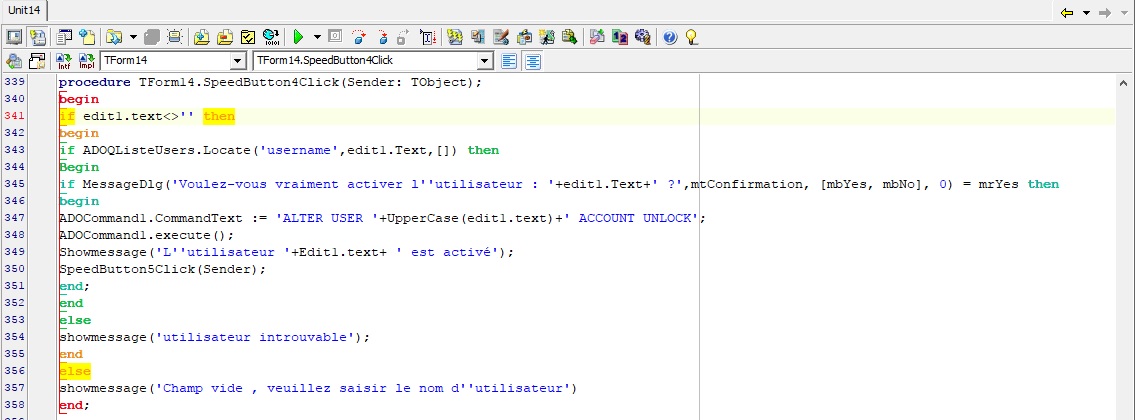 Unit14
Intf Impl TForm14 TForm14.SpeedButton4Click
339 procedure TForm14.SpeedButton4Click(Sender: TObject);
340 begin
341 if edit1.text<>'' then
342 begin
343 if ADOQListeUsers.Locate('username',edit1.Text,[]) then
344 Begin
345 if MessageDlg('Voulez-vous vraiment activer l''utilisateur : '+edit1.Text+' ?',mtConfirmation, [mbYes, mbNo], 0) = mrYes then
346 begin
347 ADOCommand1.CommandText := 'ALTER USER '+UpperCase(edit1.text)+' ACCOUNT UNLOCK';
348 ADOCommand1.execute();
349 Showmessage('L''utilisateur '+Edit1.text+ ' est activé');
350 SpeedButton5Click(Sender);
351 end;
352 end
353 else
354 showmessage('utilisateur introuvable');
355 end
356 else
357 showmessage('Champ vide , veuillez saisir le nom d''utilisateur')
358 end;